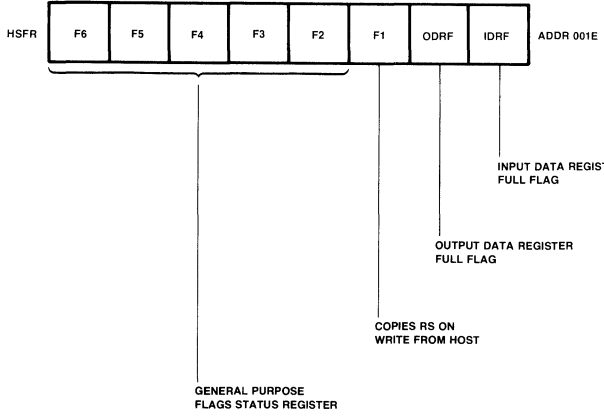 HSFR F6 F5 F4 F3 F2 F1 ODRF IDRF ADDR 001E
INPUT DATA
FULL FLAG
OUTPUT DATA REGISTER
FULL FLAG
COPIES RS ON
WRITE FROM HOST
GENERAL PURPOSE
FLAGS STATUS REGISTER